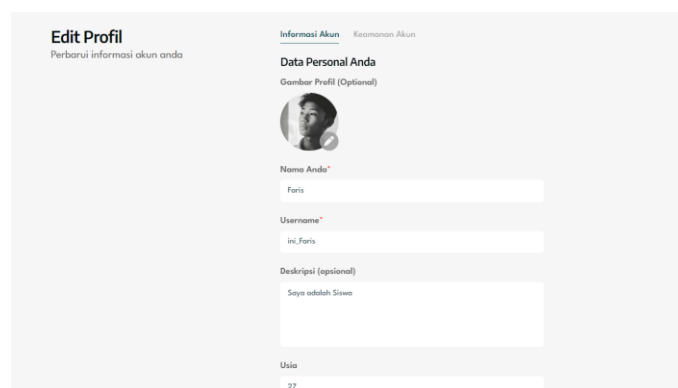 Edit Profil
Perbarui informasi akun anda
Informasi Akun Keamanan Akun
Data Personal Anda
Gambar Profil (Optional)
Nama Anda*
Faris
Username*
ini_Faris
Deskripsi (opsional)
Saya adalah Siswa
Usia
27